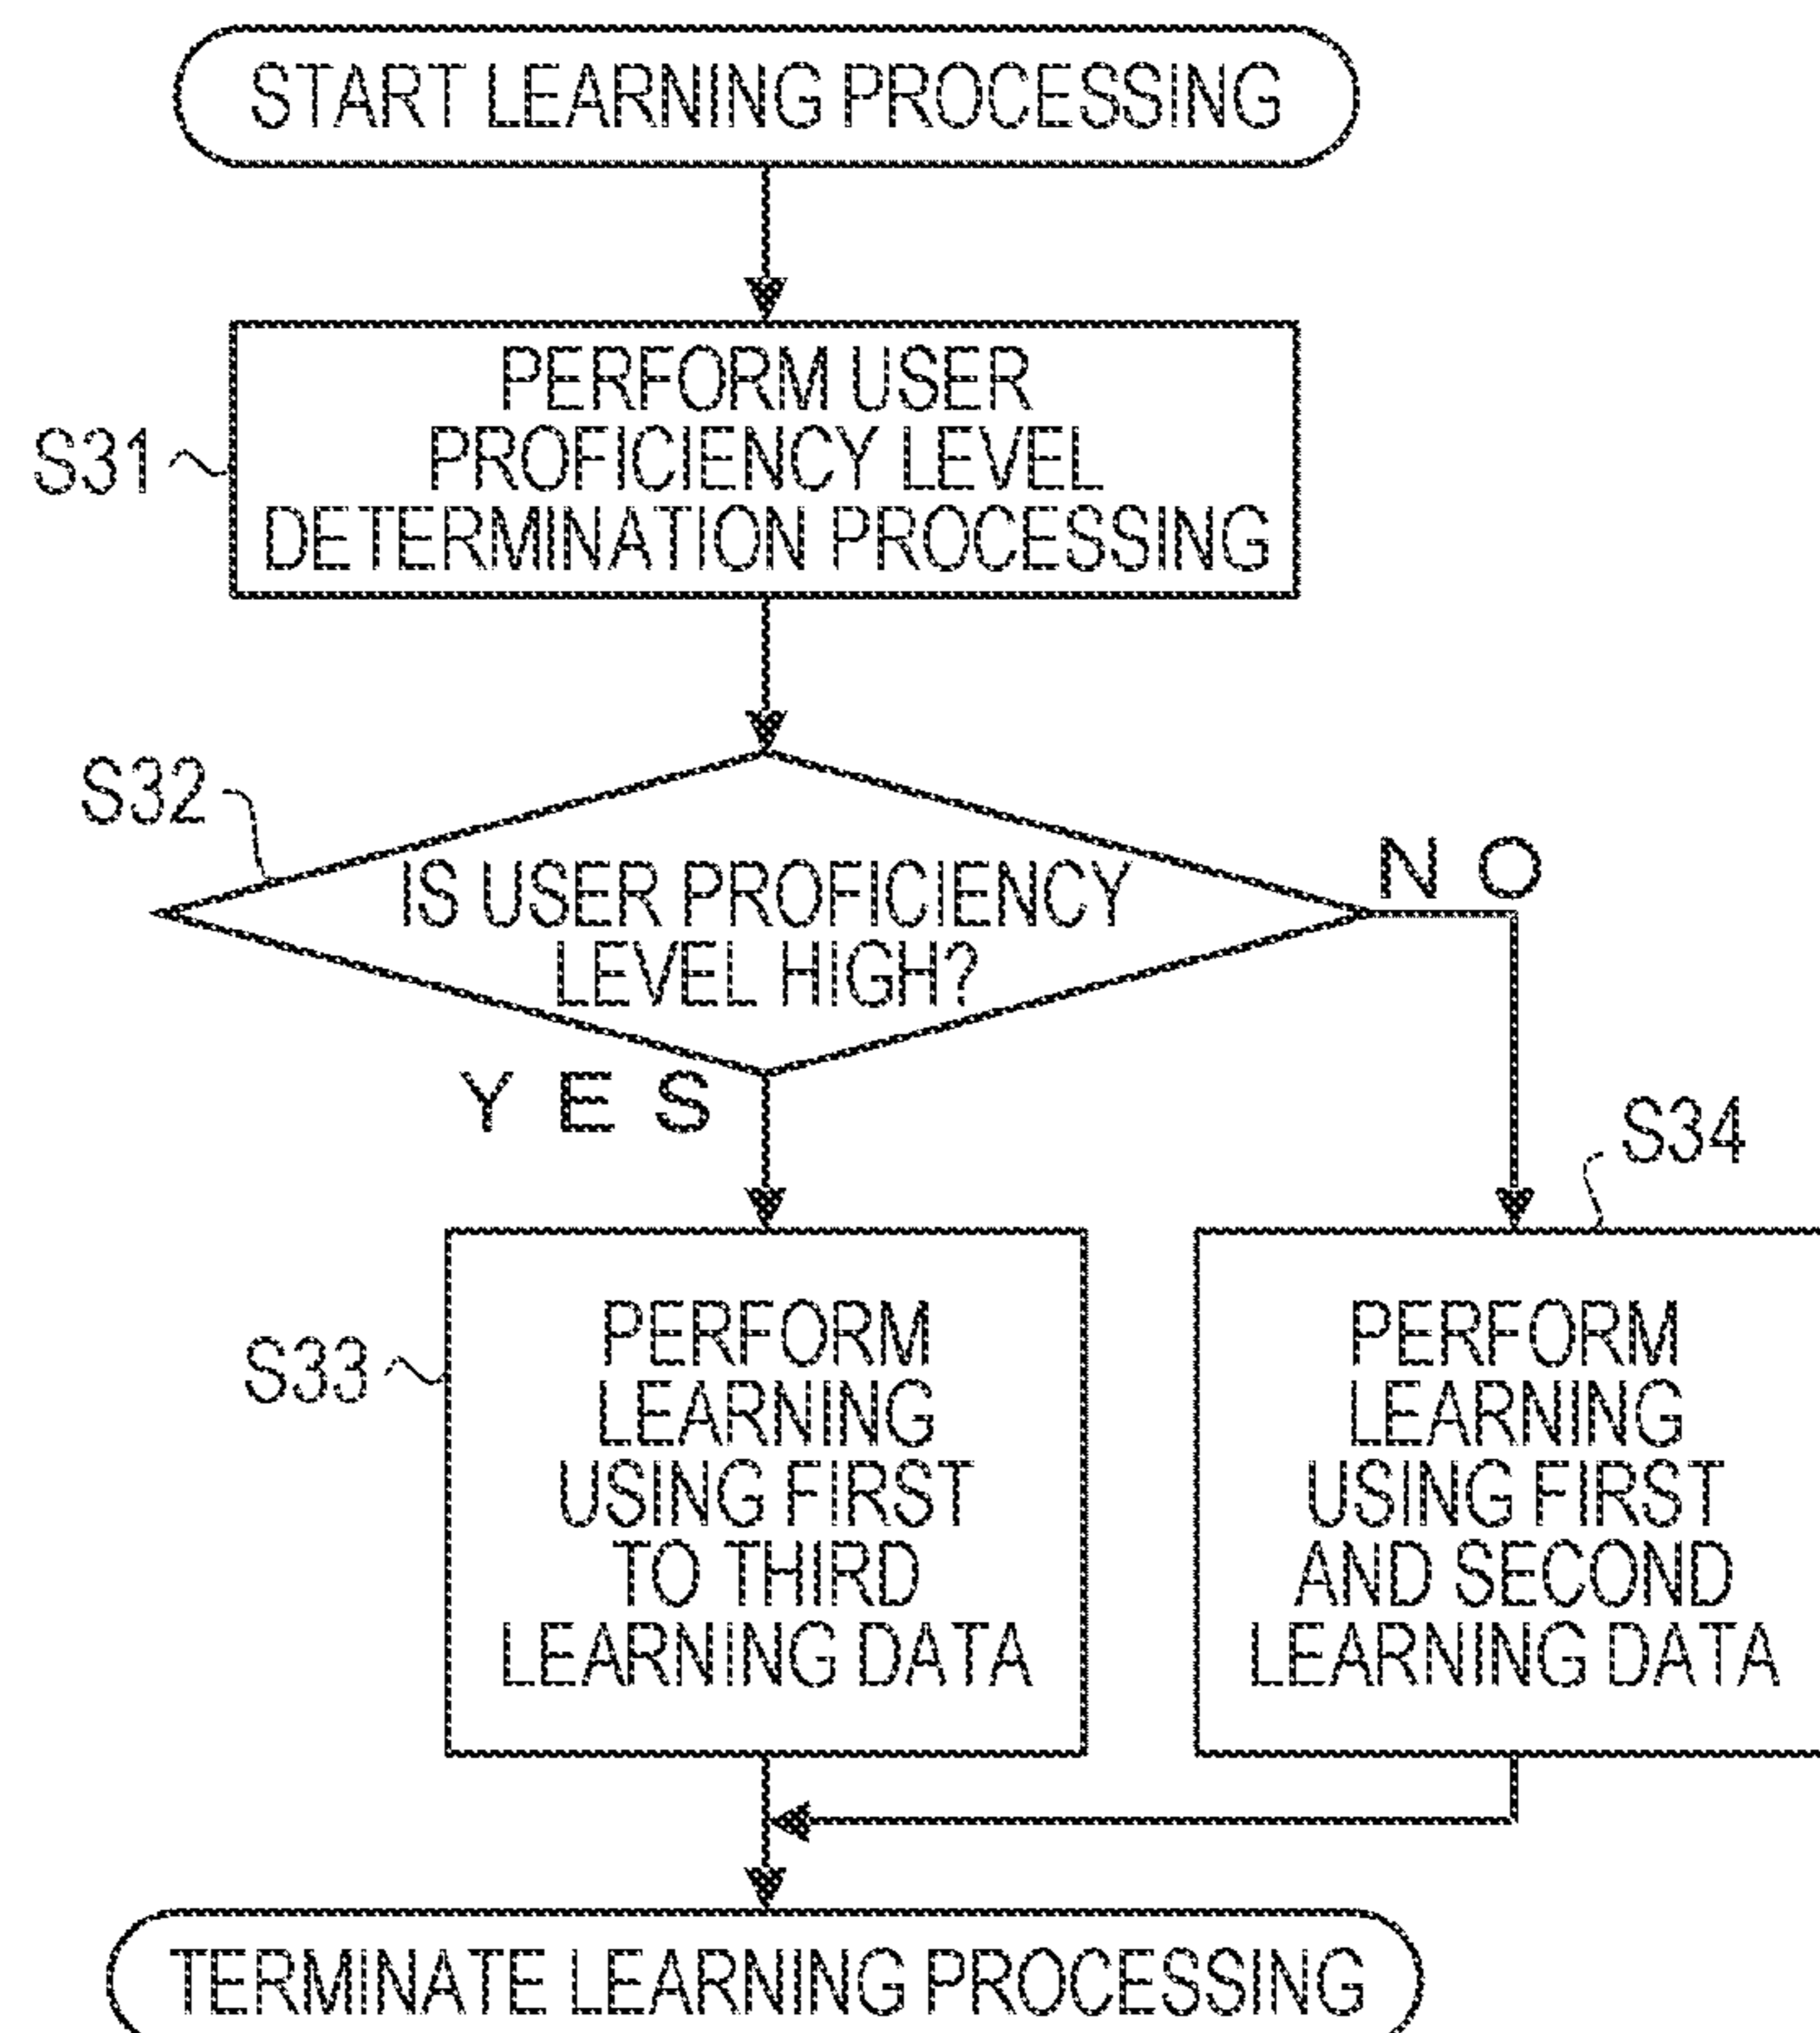 START LEARNING PROCESSING
S31
PERFORM USER
PROFICIENCY LEVEL
DETERMINATION PROCESSING
S32
IS USER PROFICIENCY
LEVEL HIGH?
NO
YES
S33
PERFORM
LEARNING
USING FIRST
TO THIRD
LEARNING DATA
S34
PERFORM
LEARNING
USING FIRST
AND SECOND
LEARNING DATA
TERMINATE LEARNING PROCESSING